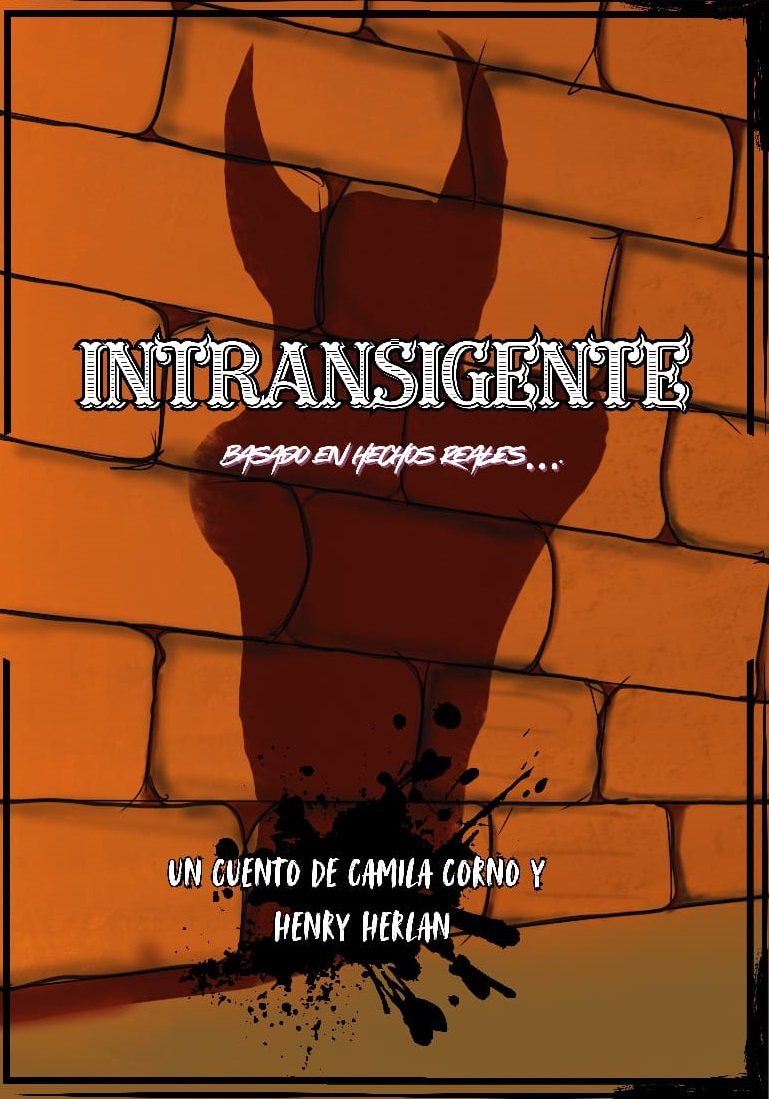 INTRANSIGENTE
BASADO EN HECHOS REALES...
UN CUENTO DE CAMILA CORNO Y
HENRY HERLAN